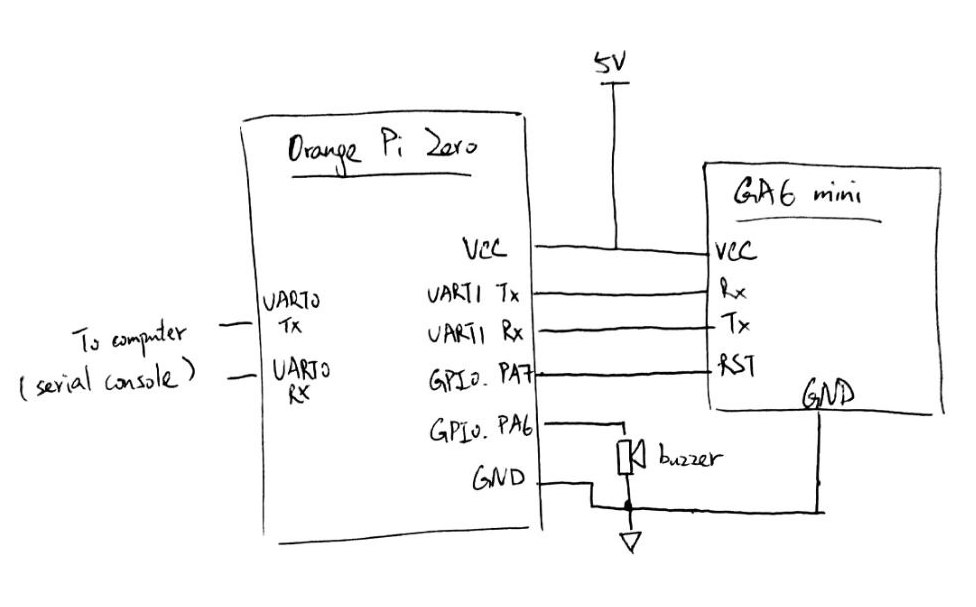 5V
Orange Pi Zero
GA6 mini
VCC
VCC
UART0
TX
UART1 Tx
Rx
UART1 Rx
Tx
To computer
(serial console)
UART0
RX
GPIO. PA7
RST
GPIO. PA6
GND
buzzer
GND